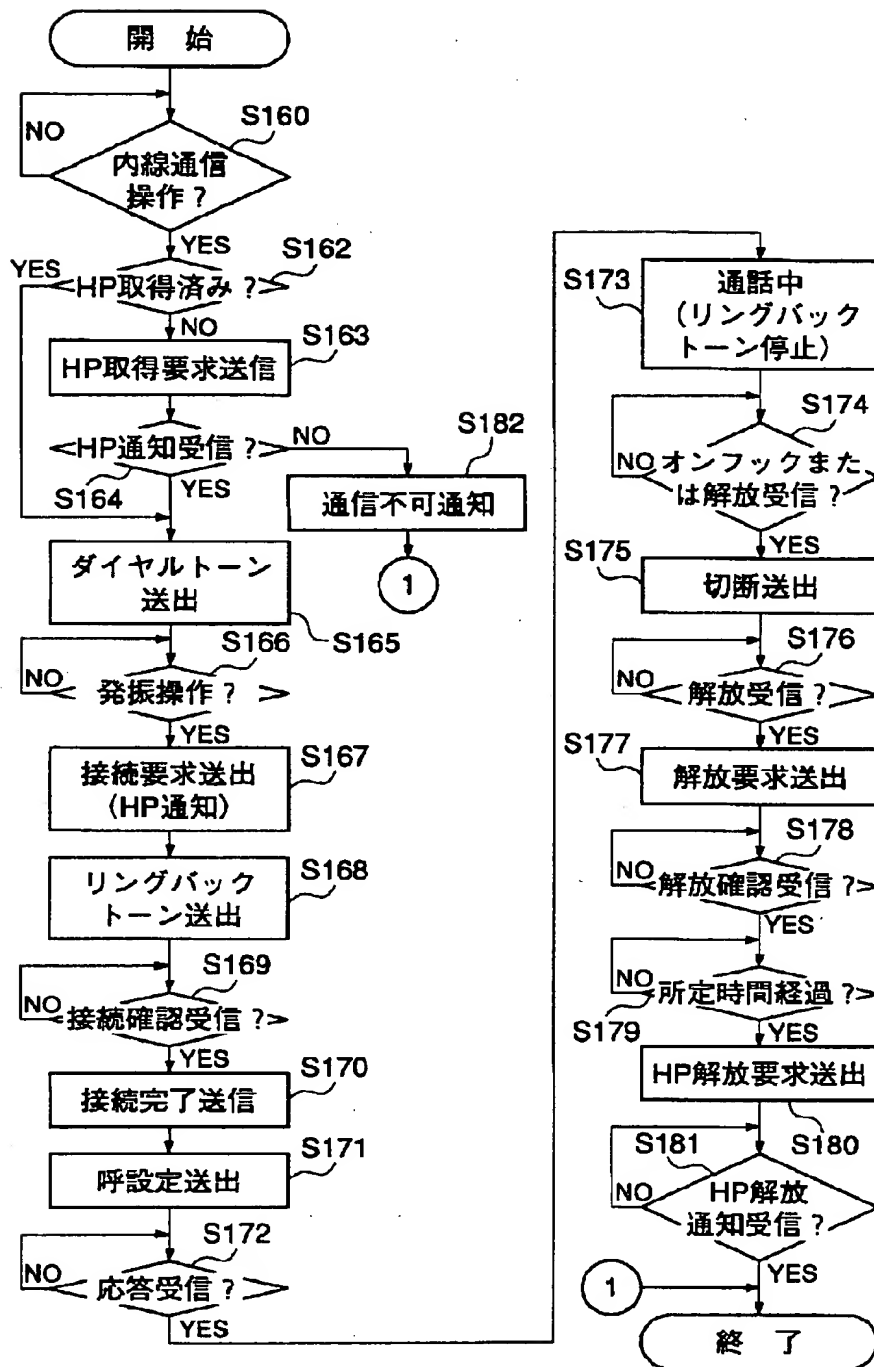 開 始
S160
NO
内線通信
操作？
YES
S162
YES
HP取得済み？
NO
S163
HP取得要求送信
HP通知受信？
NO
S182
S164
YES
通信不可通知
1
ダイヤルトーン
送出
S165
S166
NO
発振操作？
YES
S167
接続要求送出
（HP通知）
S168
リングバック
トーン送出
S169
NO
接続確認受信？
YES
S170
接続完了送信
S171
呼設定送出
S172
NO
応答受信？
YES
S173
通話中
（リングバック
トーン停止）
S174
NO
オンフックまた
は解放受信？
YES
S175
切断送出
S176
NO
解放受信？
YES
S177
解放要求送出
S178
NO
解放確認受信？
YES
NO
所定時間経過？
S179
YES
HP解放要求送出
S180
S181
NO
HP解放
通知受信？
YES
1
終 了